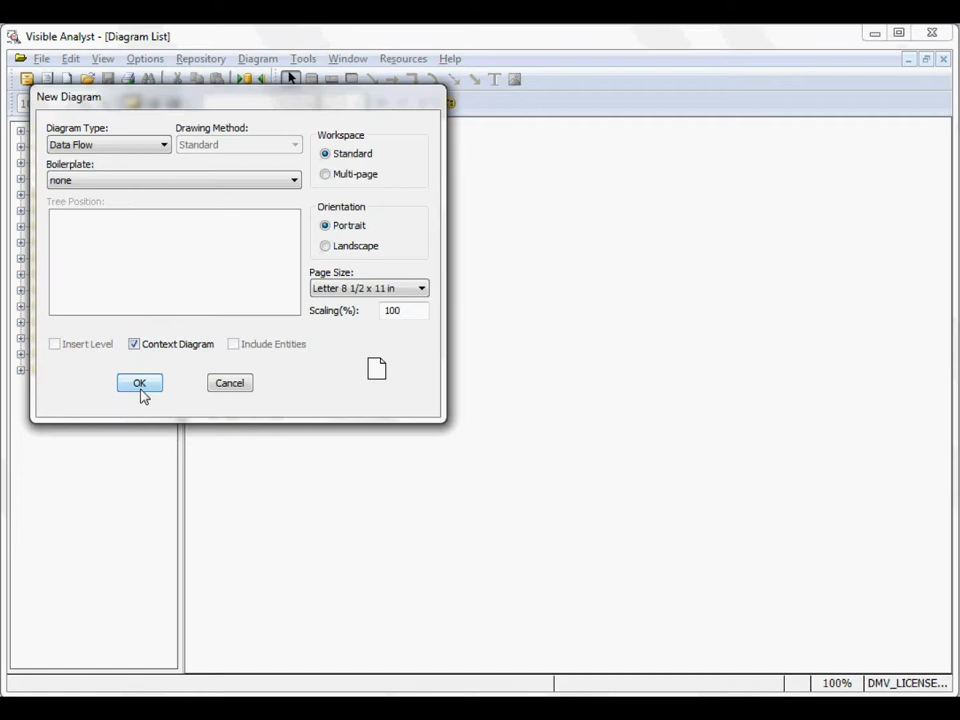 Visible Analyst - [Diagram List]
File Edit View Options Repository Diagram Tools Window Resources Help
New Diagram
Diagram Type: Drawing Method:
Data Flow Standard
Boilerplate:
none
Tree Position:
Insert Level Context Diagram Include Entities
OK Cancel
Workspace
Standard
Multi-page
Orientation
Portrait
Landscape
Page Size:
Letter 8 1/2 x 11 in
Scaling(%): 100
100% DMV_LICENSE...